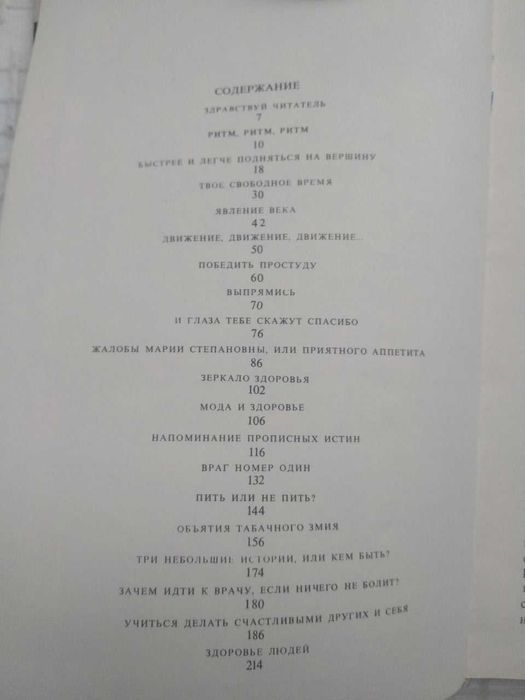 СОДЕРЖАНИЕ
ЗДРАВСТВУЙ ЧИТАТЕЛЬ
7
РИТМ, РИТМ, РИТМ
10
БЫСТРЕЕ И ЛЕГЧЕ ПОДНЯТЬСЯ НА ВЕРШИНУ
18
ТВОЕ СВОБОДНОЕ ВРЕМЯ
30
ЯВЛЕНИЕ ВЕКА
42
ДВИЖЕНИЕ, ДВИЖЕНИЕ, ДВИЖЕНИЕ...
50
ПОБЕДИТЬ ПРОСТУДУ
60
ВЫПРЯМИСЬ
70
И ГЛАЗА ТЕБЕ СКАЖУТ СПАСИБО
76
ЖАЛОБЫ МАРИИ СТЕПАНОВНЫ, ИЛИ ПРИЯТНОГО АППЕТИТА
86
ЗЕРКАЛО ЗДОРОВЬЯ
102
МОДА И ЗДОРОВЬЕ
106
НАПОМИНАНИЕ ПРОПИСНЫХ ИСТИН
116
ВРАГ НОМЕР ОДИН
132
ПИТЬ ИЛИ НЕ ПИТЬ?
144
ОБЪЯТИЯ ТАБАЧНОГО ЗМИЯ
156
ТРИ НЕБОЛЬШИЕ ИСТОРИИ, ИЛИ КЕМ БЫТЬ?
174
ЗАЧЕМ ИДТИ К ВРАЧУ, ЕСЛИ НИЧЕГО НЕ БОЛИТ?
180
УЧИТЬСЯ ДЕЛАТЬ СЧАСТЛИВЫМИ ДРУГИХ И СЕБЯ
186
ЗДОРОВЬЕ ЛЮДЕЙ
214